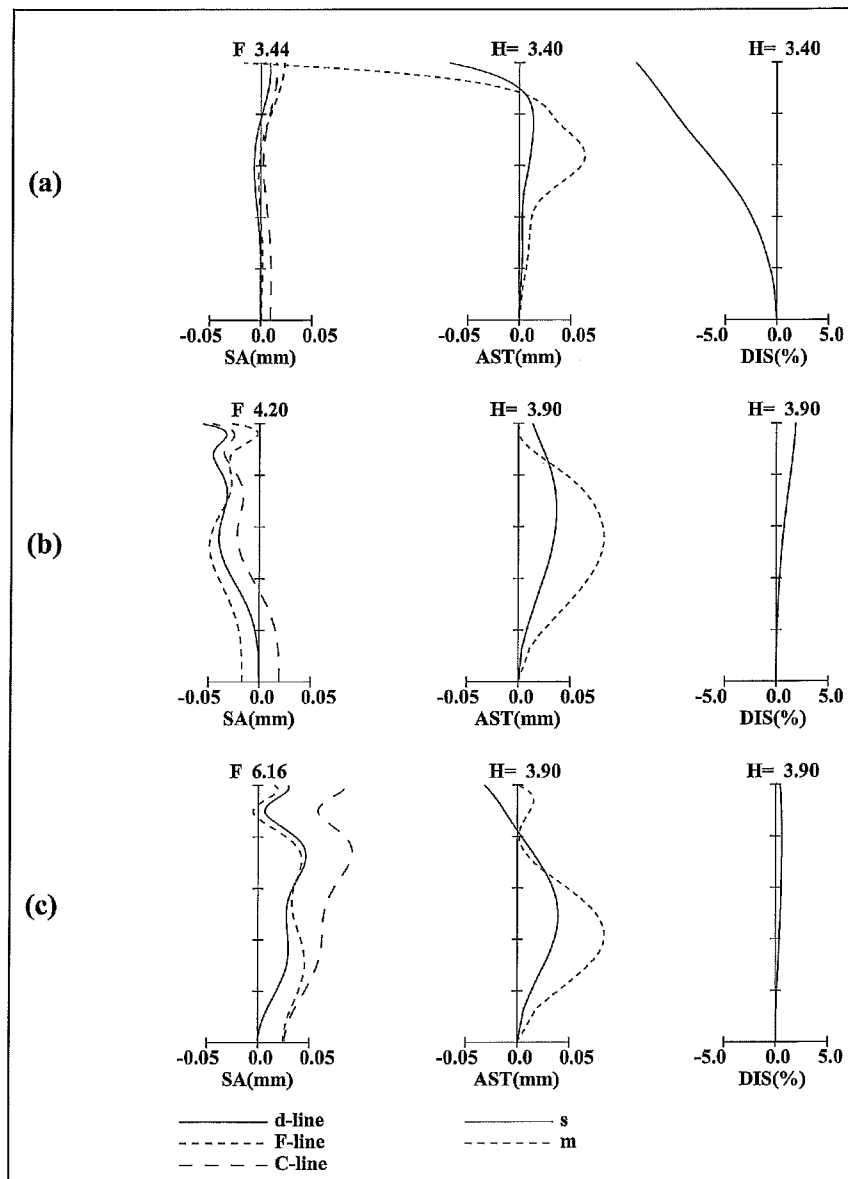 F 3.44 H= 3.40 H= 3.40
(a)
-0.05 0.0 0.05 -0.05 0.0 0.05 -5.0 0.0 5.0
SA(mm) AST(mm) DIS(%)
F 4.20 H= 3.90 H= 3.90
(b)
-0.05 0.0 0.05 -0.05 0.0 0.05 -5.0 0.0 5.0
SA(mm) AST(mm) DIS(%)
F 6.16 H= 3.90 H= 3.90
(c)
-0.05 0.0 0.05 -0.05 0.0 0.05 -5.0 0.0 5.0
SA(mm) AST(mm) DIS(%)
d-line s
F-line m
C-line